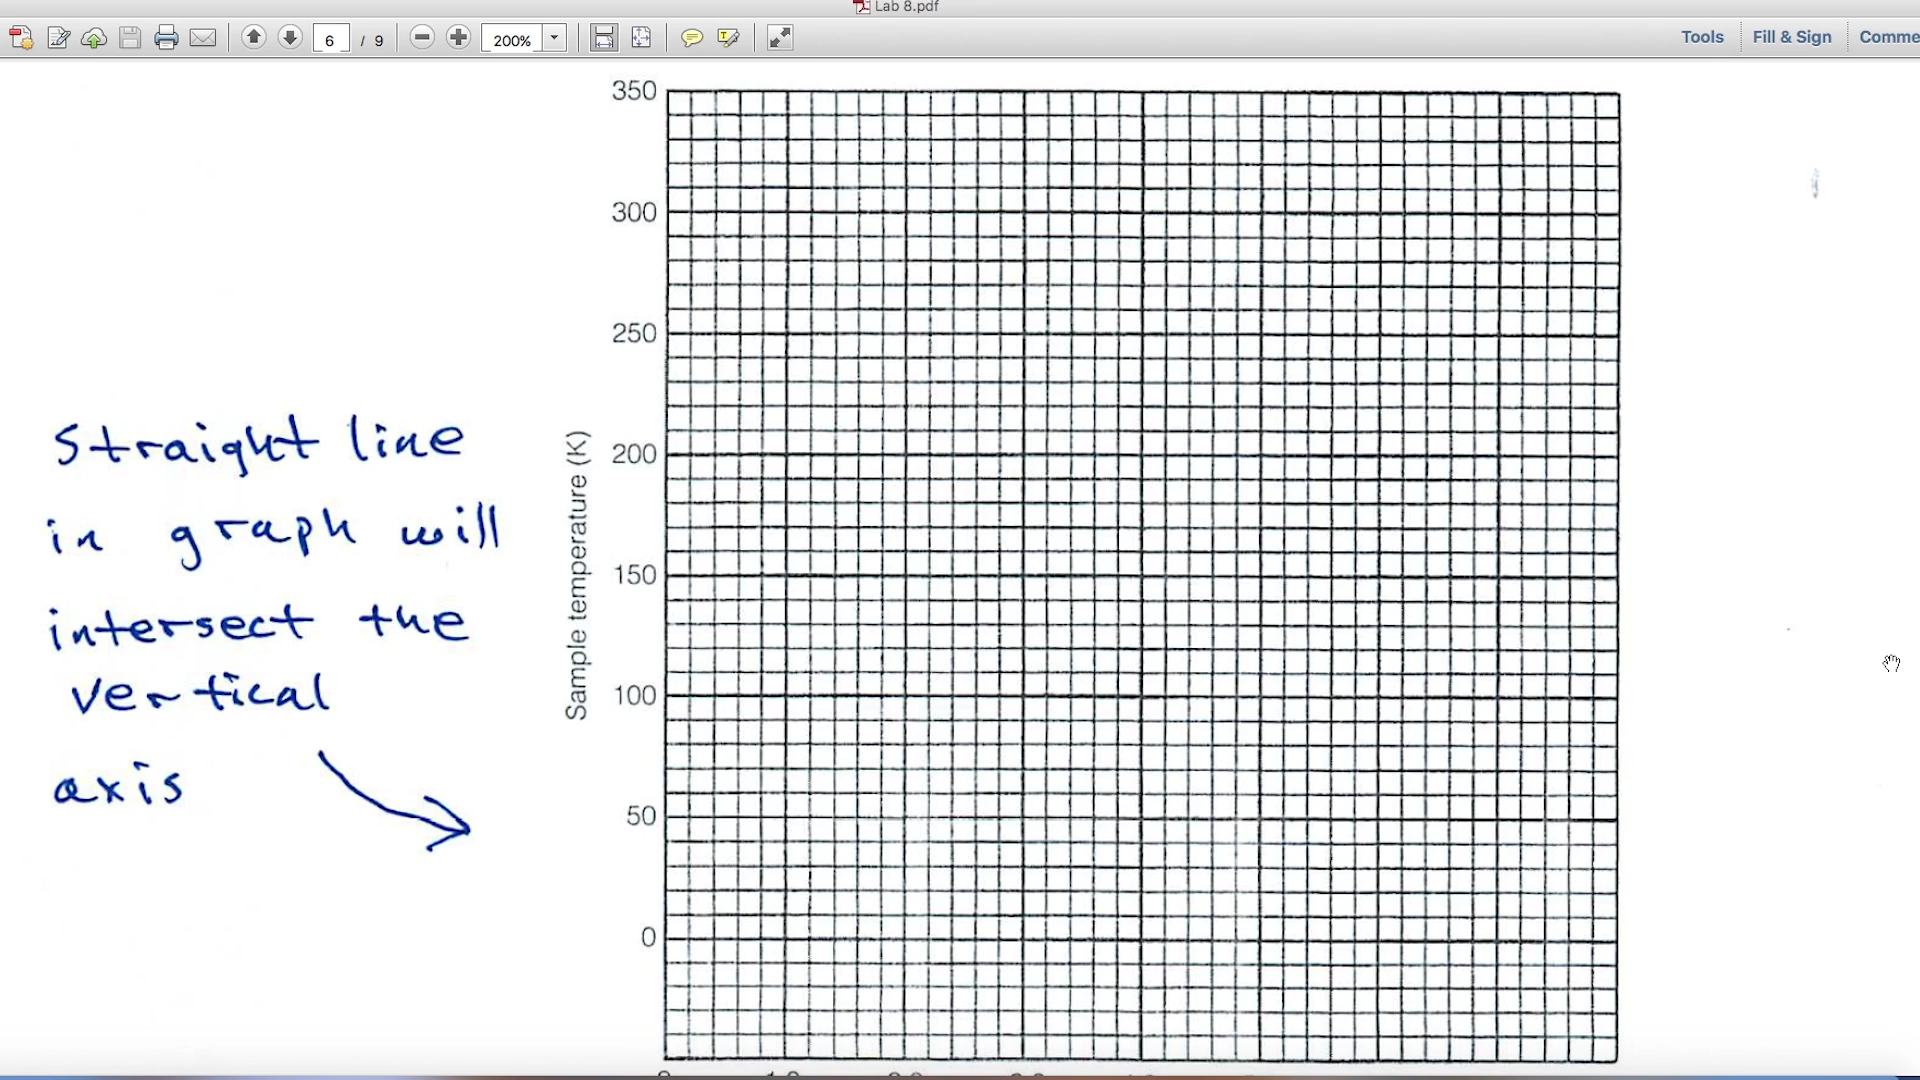 Lab 8.pdf
6 / 9
200%
Tools
Fill & Sign
Comme
350
300
250
200
150
100
50
0
Sample temperature (K)
Straight line
in graph will
intersect the
vertical
axis